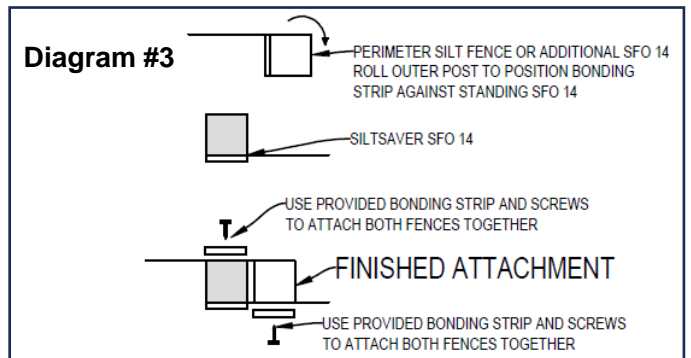 Diagram #3
PERIMETER SILT FENCE OR ADDITIONAL SFO 14
ROLL OUTER POST TO POSITION BONDING
STRIP AGAINST STANDING SFO 14
SILTSAVER SFO 14
USE PROVIDED BONDING STRIP AND SCREWS
TO ATTACH BOTH FENCES TOGETHER
FINISHED ATTACHMENT
USE PROVIDED BONDING STRIP AND SCREWS
TO ATTACH BOTH FENCES TOGETHER